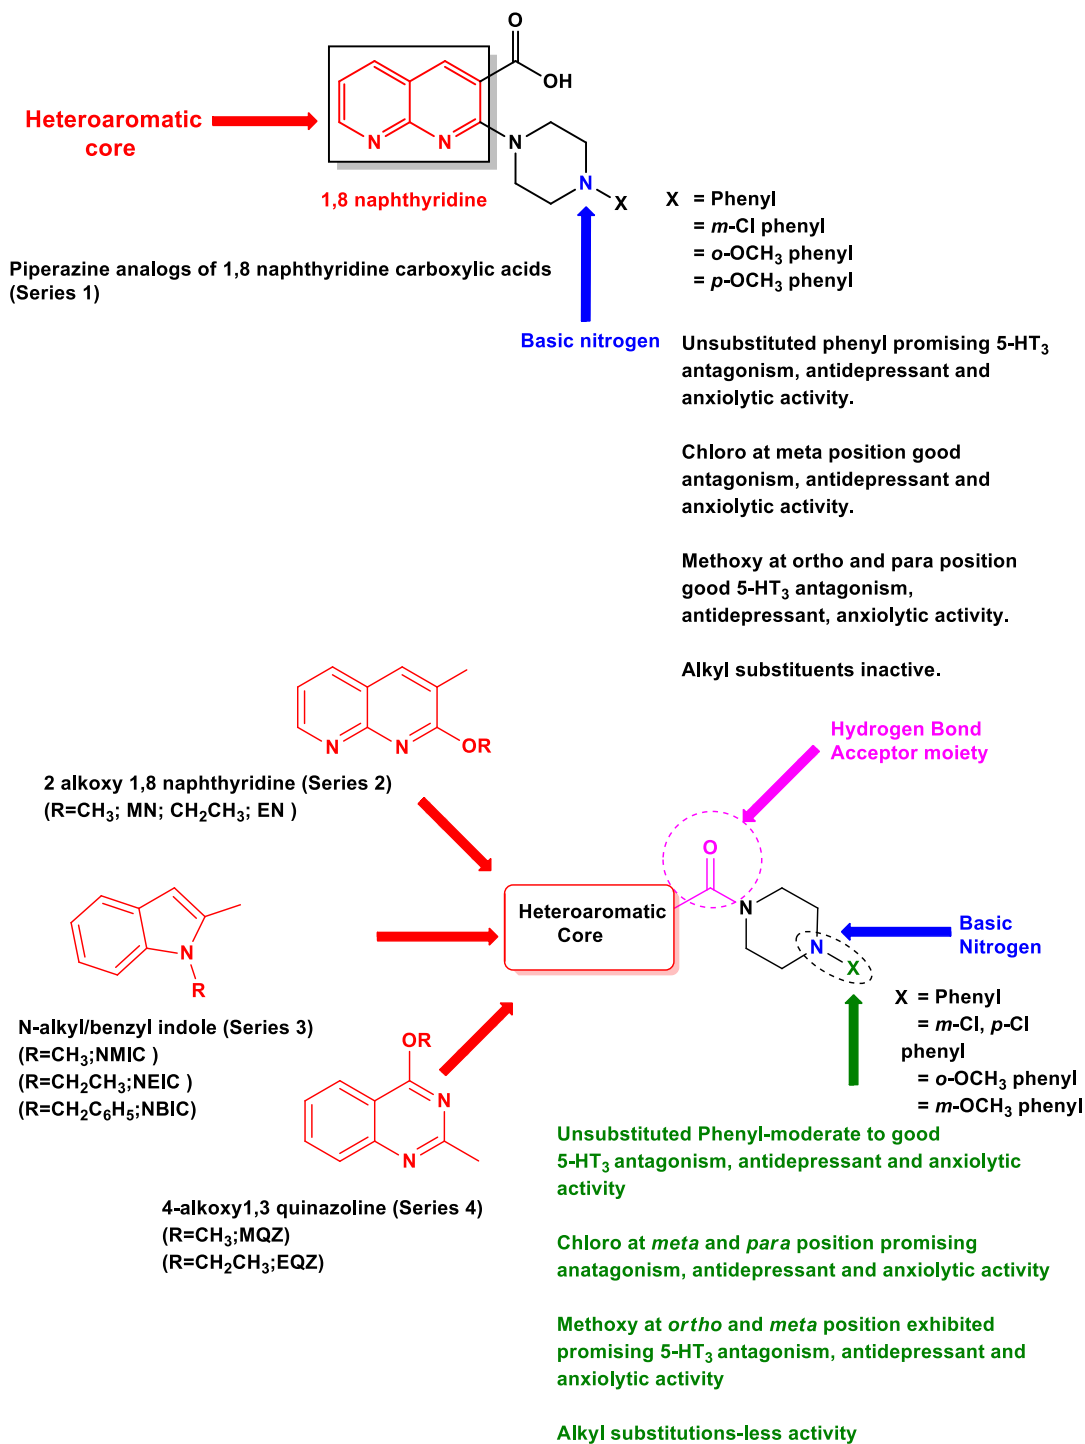 O
OH
Heteroaromatic
core
N
N
N
1,8 naphthyridine
N
X
X = Phenyl
= m-Cl phenyl
= o-OCH3 phenyl
= p-OCH3 phenyl
Piperazine analogs of 1,8 naphthyridine carboxylic acids
(Series 1)
Basic nitrogen
Unsubstituted phenyl promising 5-HT3
antagonism, antidepressant and
anxiolytic activity.
Chloro at meta position good
antagonism, antidepressant and
anxiolytic activity.
Methoxy at ortho and para position
good 5-HT3 antagonism,
antidepressant, anxiolytic activity.
Alkyl substituents inactive.
N
N
OR
2 alkoxy 1,8 naphthyridine (Series 2)
(R=CH3; MN; CH2CH3; EN )
Hydrogen Bond
Acceptor moiety
O
Heteroaromatic
Core
N
N
X
Basic
Nitrogen
N
R
N-alkyl/benzyl indole (Series 3)
(R=CH3;NMIC )
(R=CH2CH3;NEIC )
(R=CH2C6H5;NBIC)
X = Phenyl
= m-Cl, p-Cl
phenyl
= o-OCH3 phenyl
= m-OCH3 phenyl
OR
N
N
4-alkoxy1,3 quinazoline (Series 4)
(R=CH3;MQZ)
(R=CH2CH3;EQZ)
Unsubstituted Phenyl-moderate to good
5-HT3 antagonism, antidepressant and anxiolytic
activity
Chloro at meta and para position promising
anatagonism, antidepressant and anxiolytic activity
Methoxy at ortho and meta position exhibited
promising 5-HT3 antagonism, antidepressant and
anxiolytic activity
Alkyl substitutions-less activity